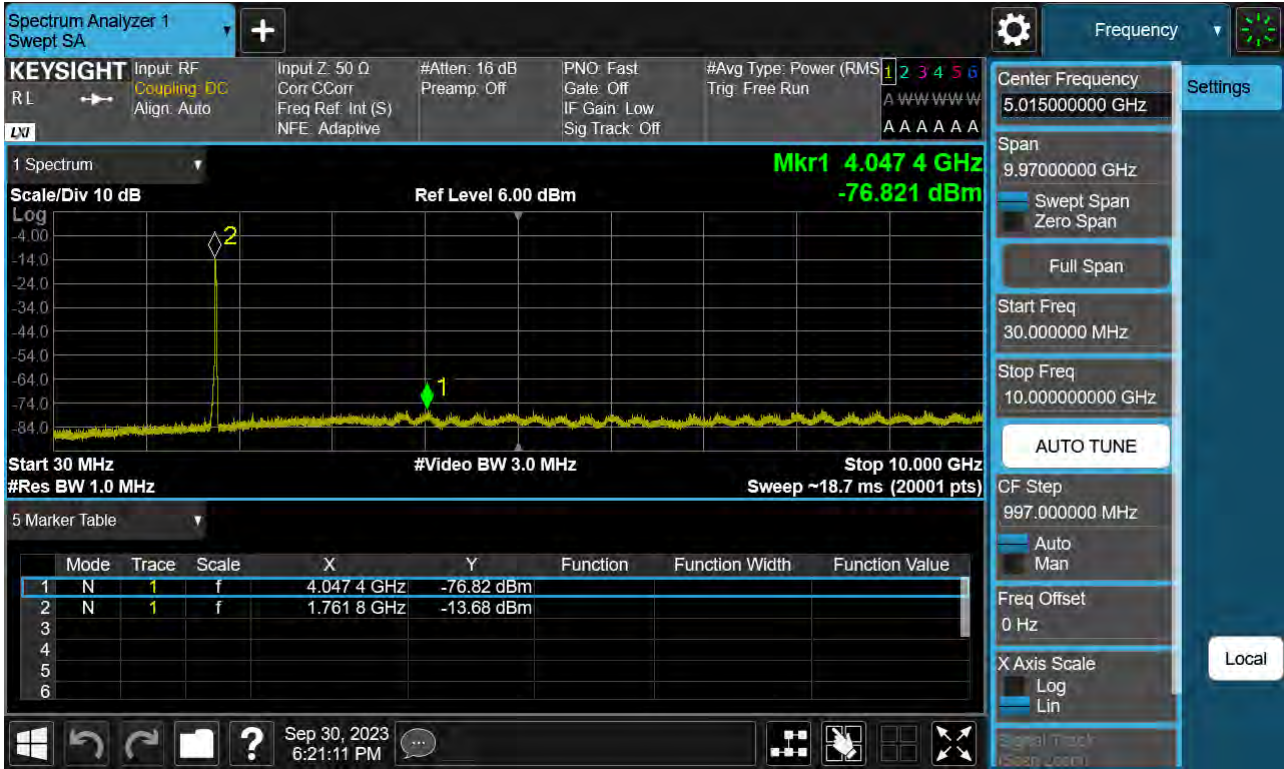 Spectrum Analyzer 1
Swept SA
+
Frequency
KEYSIGHT
RL
LXI
Input: RF
Coupling: DC
Align: Auto
Input Z: 50 Ω
Corr CCorr
Freq Ref: Int (S)
NFE: Adaptive
#Atten: 16 dB
Preamp: Off
PNO: Fast
Gate: Off
IF Gain: Low
Sig Track: Off
#Avg Type: Power (RMS
Trig: Free Run
1 2 3 4 5 6
A W W W W W
A A A A A A
1 Spectrum
Scale/Div 10 dB
Ref Level 6.00 dBm
Mkr1 4.047 4 GHz
-76.821 dBm
Log
-4.00
-14.0
-24.0
-34.0
-44.0
-54.0
-64.0
-74.0
-84.0
2
1
Start 30 MHz
#Video BW 3.0 MHz
Stop 10.000 GHz
#Res BW 1.0 MHz
Sweep ~18.7 ms (20001 pts)
5 Marker Table
Mode Trace Scale X Y Function Function Width Function Value
1 N 1 f 4.047 4 GHz -76.82 dBm
2 N 1 f 1.761 8 GHz -13.68 dBm
3
4
5
6
Sep 30, 2023
6:21:11 PM
?
Center Frequency
5.015000000 GHz
Settings
Span
9.97000000 GHz
Swept Span
Zero Span
Full Span
Start Freq
30.000000 MHz
Stop Freq
10.000000000 GHz
AUTO TUNE
CF Step
997.000000 MHz
Auto
Man
Freq Offset
0 Hz
X Axis Scale
Log
Lin
Local
Signal Track
(Span Zoom)